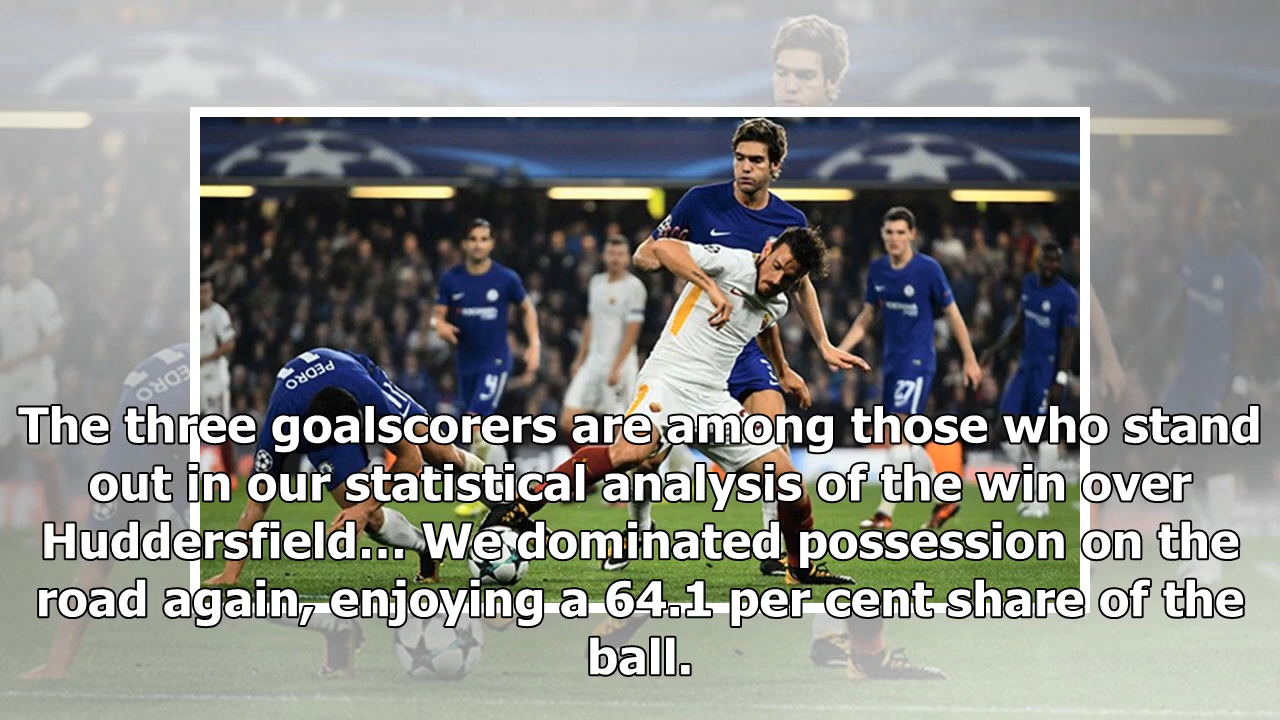 PEDRO
PEDRO
27
The three goalscorers are among those who stand
out in our statistical analysis of the win over
Huddersfield... We dominated possession on the
road again, enjoying a 64.1 per cent share of the
ball.